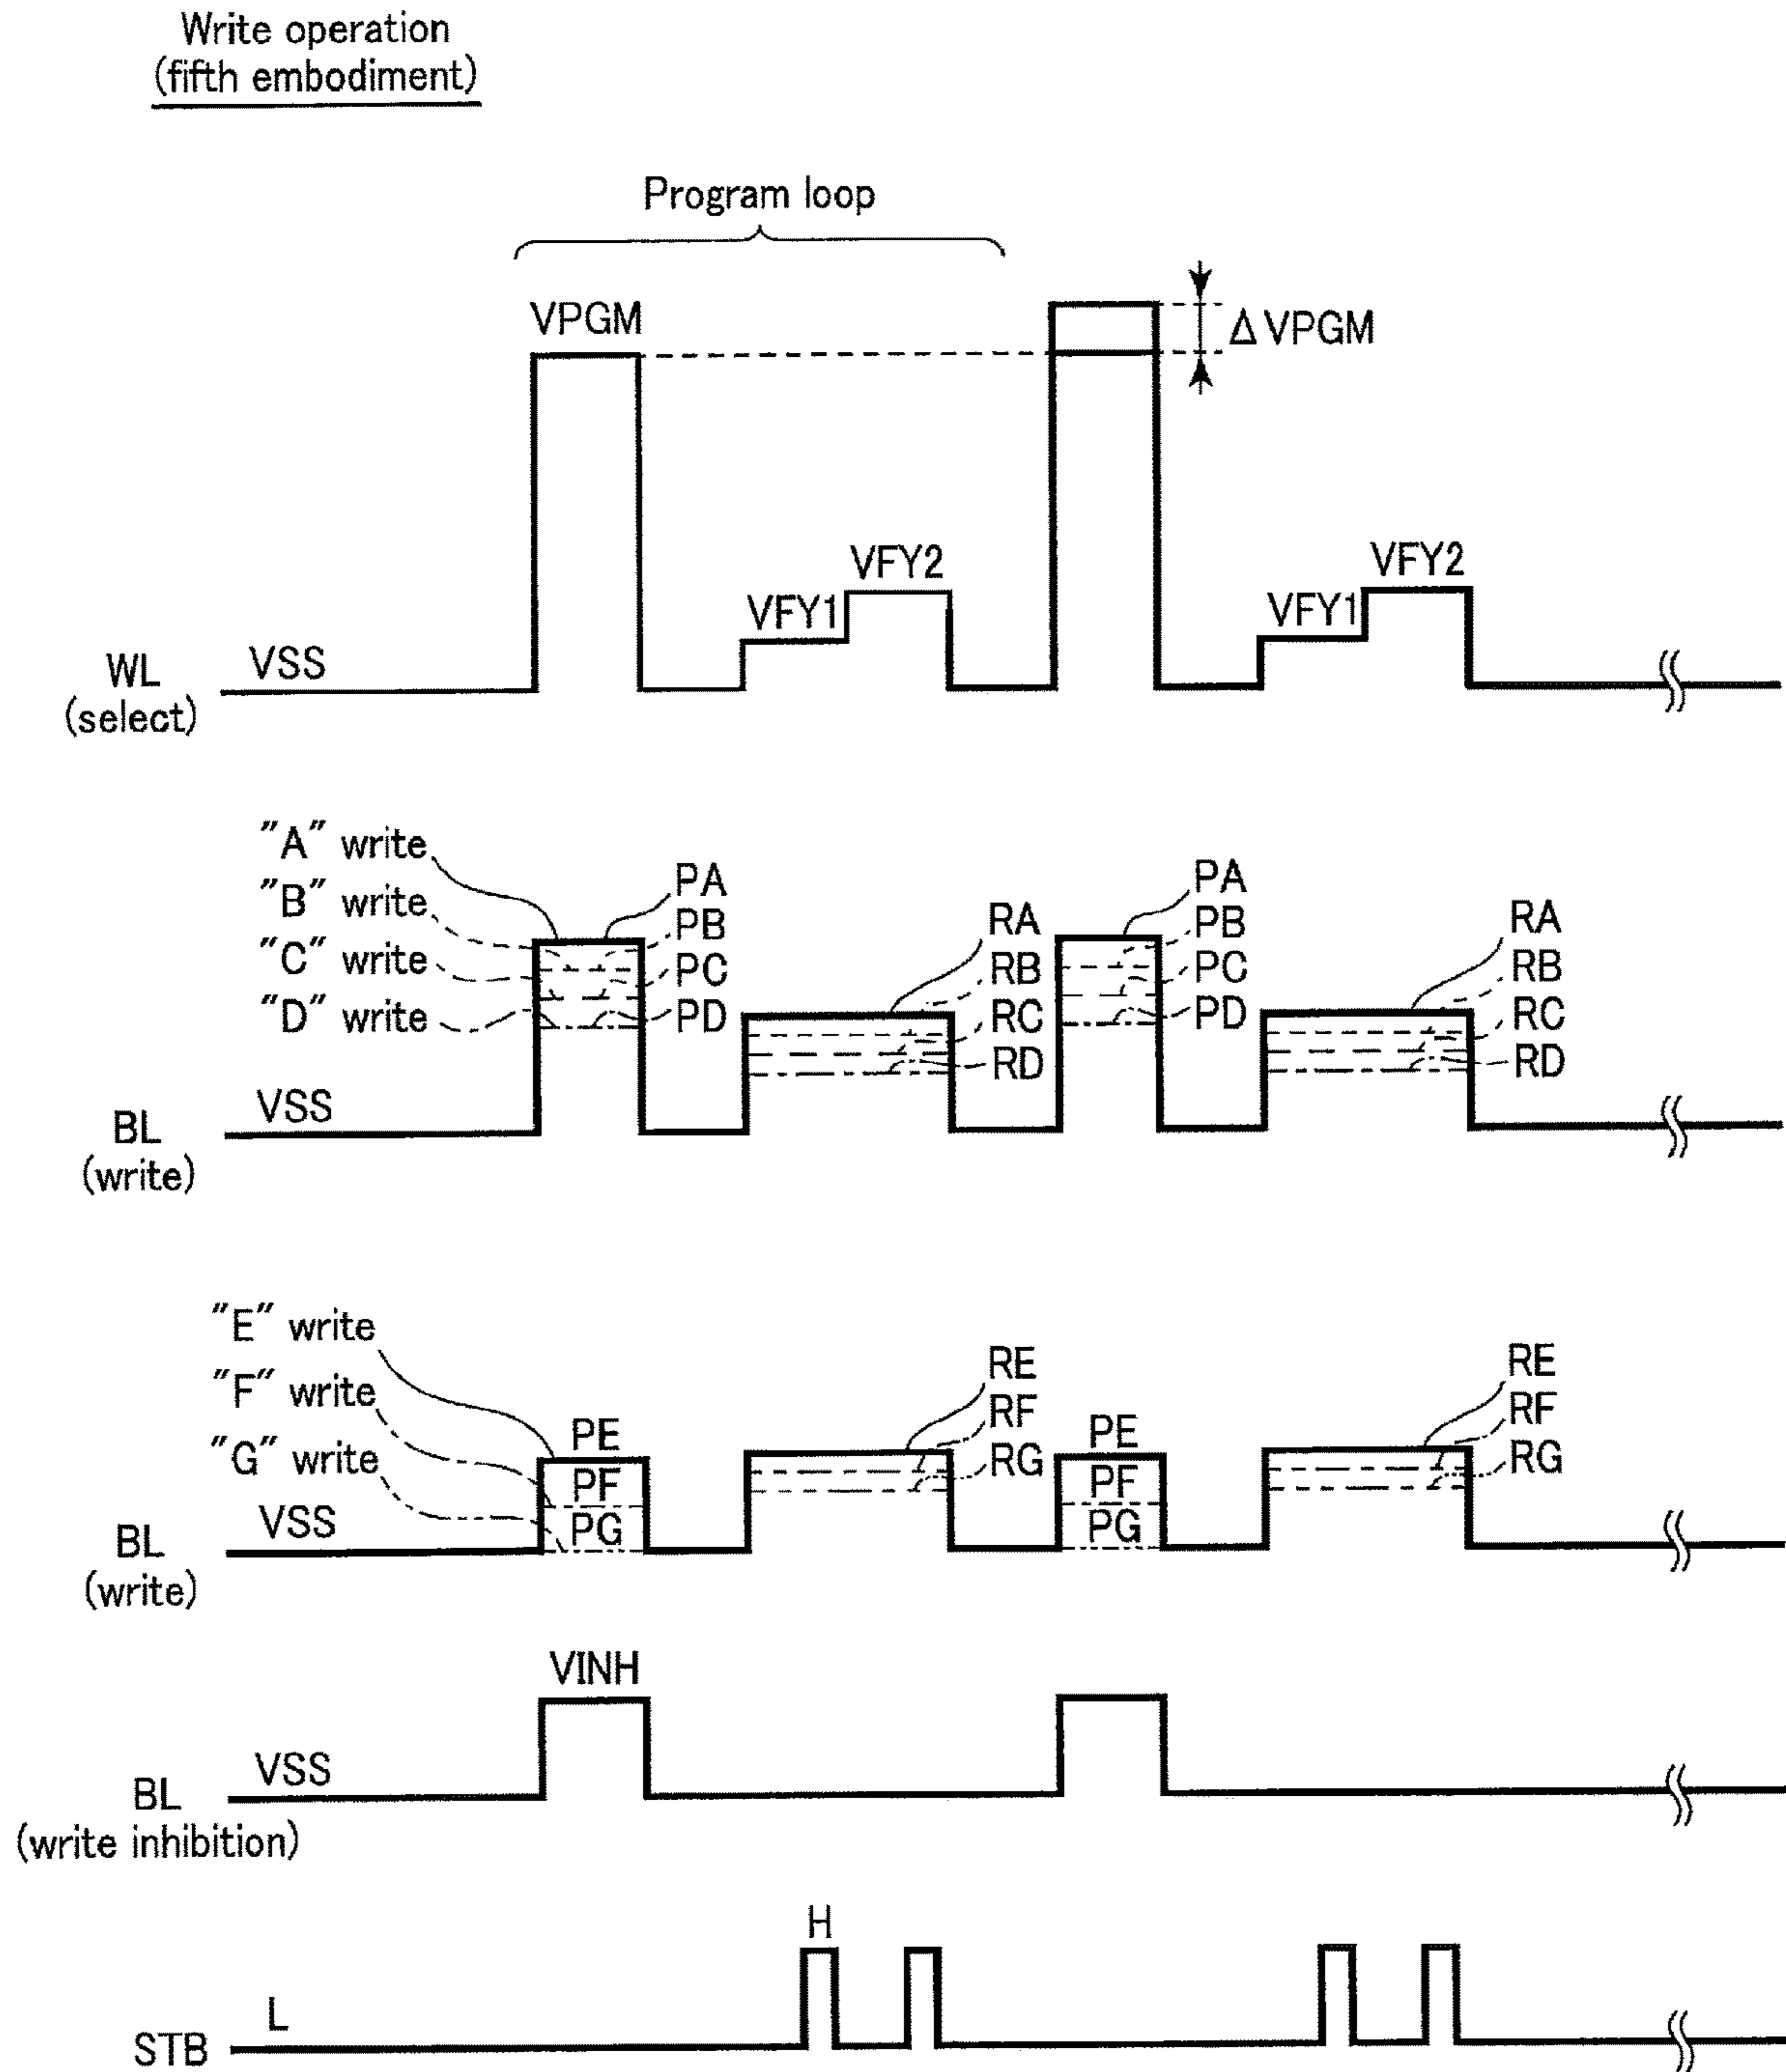 Write operation
(fifth embodiment)
Program loop
VPGM
Δ VPGM
VFY1
VFY2
VFY1
VFY2
VSS
WL
(select)
"A" write
"B" write
"C" write
"D" write
PA
PB
PC
PD
RA
RB
RC
RD
PA
PB
PC
PD
RA
RB
RC
RD
VSS
BL
(write)
"E" write
"F" write
"G" write
PE
PF
PG
RE
RF
RG
PE
PF
PG
RE
RF
RG
VSS
BL
(write)
VINH
VSS
BL
(write inhibition)
H
L
STB